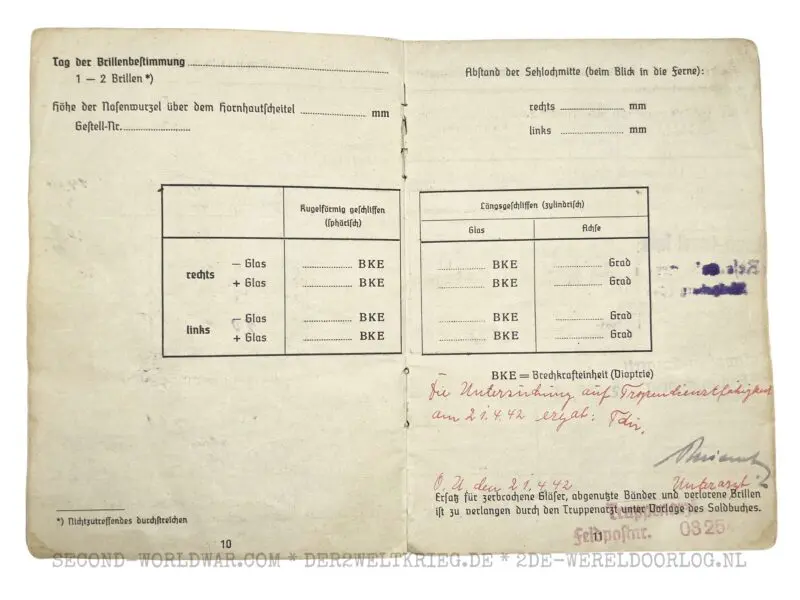 Tag der Brillenbestimmung
1 — 2 Brillen *)
Höhe der Nasenwurzel über dem Hornhautscheitel mm
Gestell-Nr.
Kugelförmig geschliffen
(sphärisch)
rechts
— Glas BKE
+ Glas BKE
links
— Glas BKE
+ Glas BKE
*) Nichtzutreffendes durchstreichen
10
Abstand der Sehlochmitte (beim Blick in die Ferne):
rechts mm
links mm
Längsgeschliffen (zylindrisch)
Glas Achse
BKE Grad
BKE Grad
BKE Grad
BKE Grad
BKE = Brechkrafteinheit (Dioptrie)
Die Untersuchung auf Tropendienstfähigkeit
am 21.4.42 ergab:
O.U. den 21.4.42 Unterarzt
Ersatz für zerbrochene Gläser, abgenutzte Bänder und verlorene Brillen
ist zu verlangen durch den Truppenarzt unter Vorlage des Soldbuches.
Truppenarzt
Feldpostnr. 0325
11
SECOND-WORLDWAR.COM * DER2WELTKRIEG.DE * 2DE-WERELDOORLOG.NL